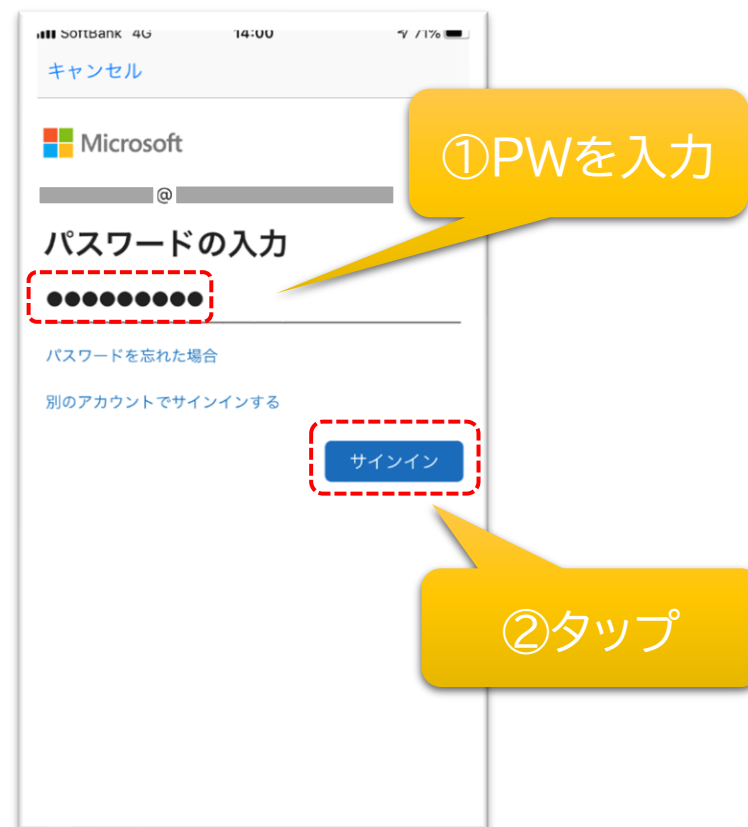 SoftBank 4G 14:00 71%
キャンセル
Microsoft
①PWを入力
@
パスワードの入力
●●●●●●●●●
パスワードを忘れた場合
別のアカウントでサインインする
サインイン
②タップ